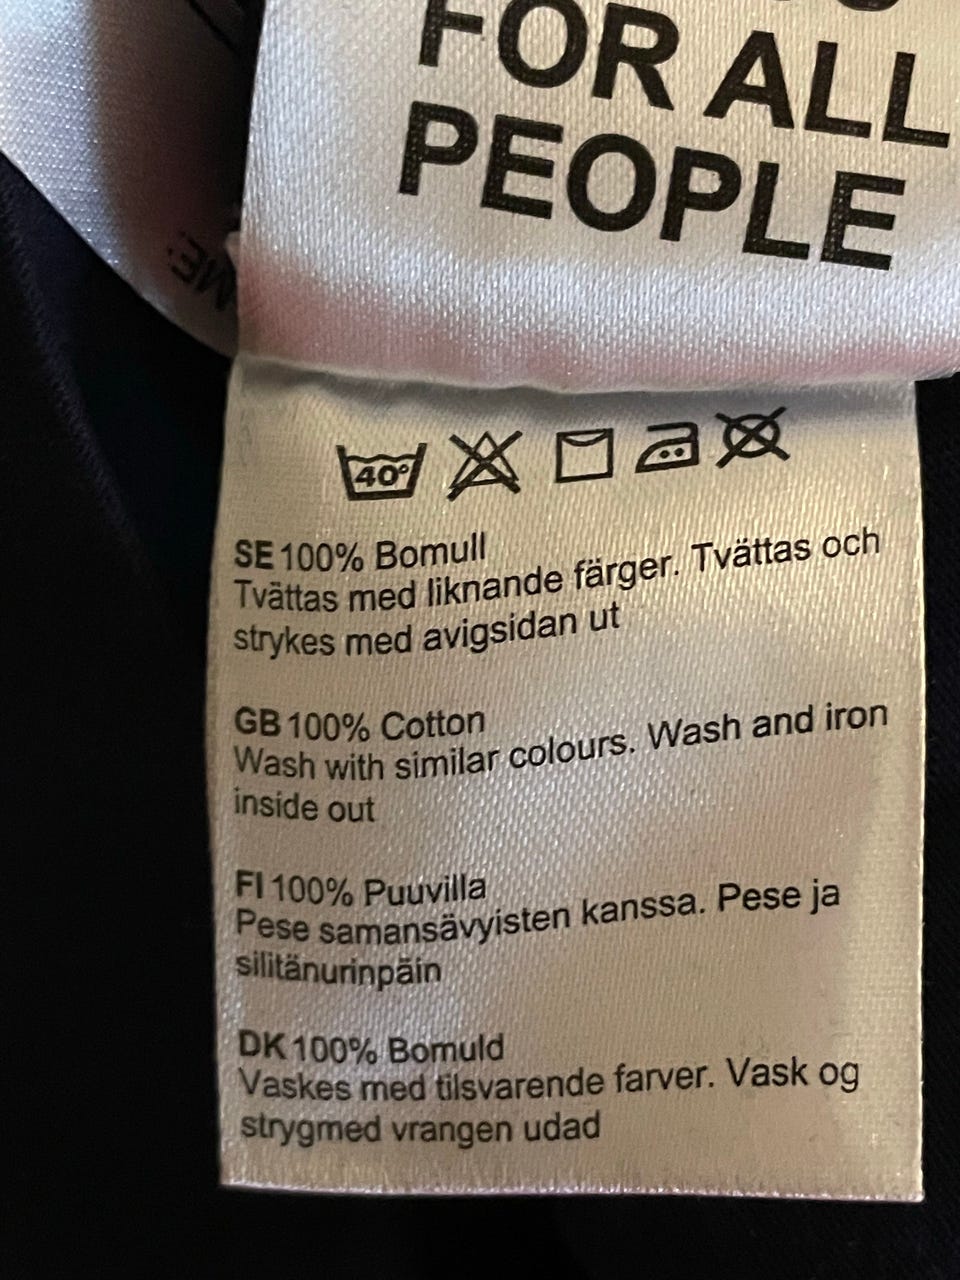 FOR ALL
PEOPLE
ME:
40°
SE 100% Bomull
Tvättas med liknande färger. Tvättas och
strykes med avigsidan ut
GB 100% Cotton
Wash with similar colours. Wash and iron
inside out
FI 100% Puuvilla
Pese samansävyisten kanssa. Pese ja
silitänurinpäin
DK 100% Bomuld
Vaskes med tilsvarende farver. Vask og
strygmed vrangen udad